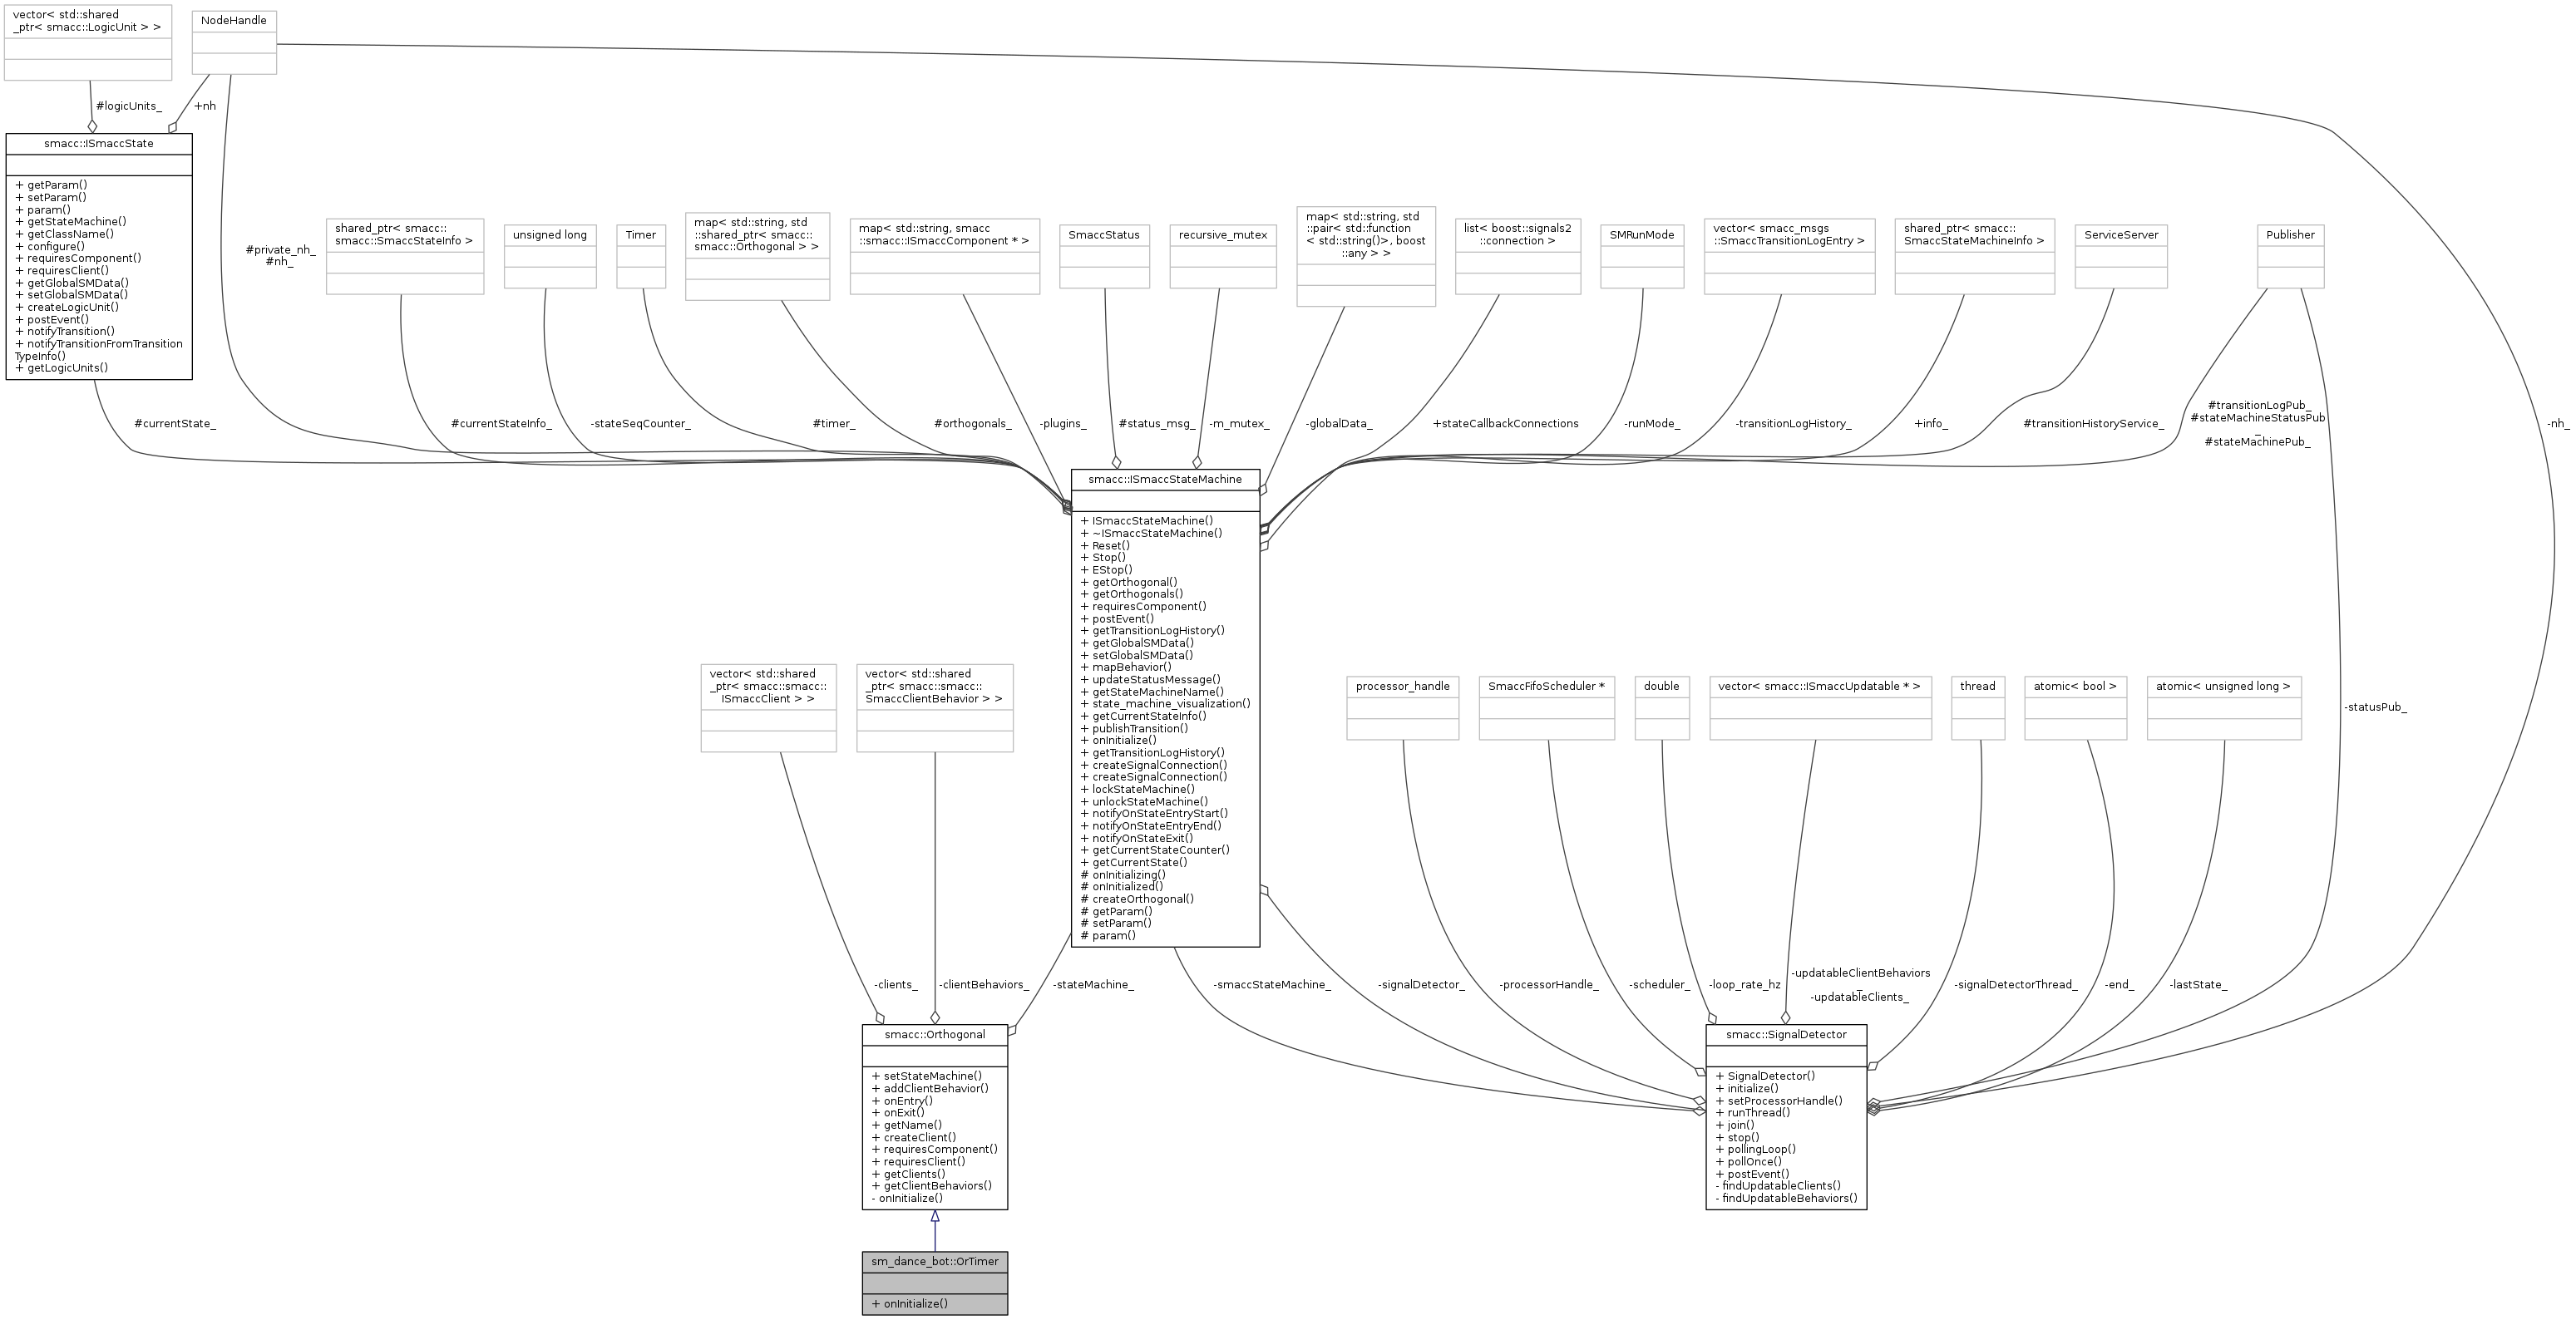 vector< std::shared
_ptr< smacc::LogicUnit > >
NodeHandle
#logicUnits_
+nh
smacc::ISmaccState
+ getParam()
+ setParam()
+ param()
+ getStateMachine()
+ getClassName()
+ configure()
+ requiresComponent()
+ requiresClient()
+ getGlobalSMData()
+ setGlobalSMData()
+ createLogicUnit()
+ postEvent()
+ notifyTransition()
+ notifyTransitionFromTransition
TypeInfo()
+ getLogicUnits()
#private_nh_
#nh_
shared_ptr< smacc::
smacc::SmaccStateInfo >
unsigned long
Timer
map< std::string, std
::shared_ptr< smacc::
smacc::Orthogonal > >
map< std::string, smacc
::smacc::ISmaccComponent * >
SmaccStatus
recursive_mutex
map< std::string, std
::pair< std::function
< std::string()>, boost
::any > >
list< boost::signals2
::connection >
SMRunMode
vector< smacc_msgs
::SmaccTransitionLogEntry >
shared_ptr< smacc::
SmaccStateMachineInfo >
ServiceServer
Publisher
#currentState_
#currentStateInfo_
-stateSeqCounter_
#timer_
#orthogonals_
-plugins_
#status_msg_
-m_mutex_
-globalData_
+stateCallbackConnections
-runMode_
-transitionLogHistory_
+info_
#transitionHistoryService_
#transitionLogPub_
#stateMachineStatusPub
_
#stateMachinePub_
-nh_
smacc::ISmaccStateMachine
+ ISmaccStateMachine()
+ ~ISmaccStateMachine()
+ Reset()
+ Stop()
+ EStop()
+ getOrthogonal()
+ getOrthogonals()
+ requiresComponent()
+ postEvent()
+ getTransitionLogHistory()
+ getGlobalSMData()
+ setGlobalSMData()
+ mapBehavior()
+ updateStatusMessage()
+ getStateMachineName()
+ state_machine_visualization()
+ getCurrentStateInfo()
+ publishTransition()
+ onInitialize()
+ getTransitionLogHistory()
+ createSignalConnection()
+ createSignalConnection()
+ lockStateMachine()
+ unlockStateMachine()
+ notifyOnStateEntryStart()
+ notifyOnStateEntryEnd()
+ notifyOnStateExit()
+ getCurrentStateCounter()
+ getCurrentState()
# onInitializing()
# onInitialized()
# createOrthogonal()
# getParam()
# setParam()
# param()
vector< std::shared
_ptr< smacc::smacc::
ISmaccClient > >
vector< std::shared
_ptr< smacc::smacc::
SmaccClientBehavior > >
processor_handle
SmaccFifoScheduler *
double
vector< smacc::ISmaccUpdatable * >
thread
atomic< bool >
atomic< unsigned long >
-statusPub_
-clients_
-clientBehaviors_
-stateMachine_
-smaccStateMachine_
-signalDetector_
-processorHandle_
-scheduler_
-loop_rate_hz
-updatableClientBehaviors
_
-updatableClients_
-signalDetectorThread_
-end_
-lastState_
smacc::Orthogonal
+ setStateMachine()
+ addClientBehavior()
+ onEntry()
+ onExit()
+ getName()
+ createClient()
+ requiresComponent()
+ requiresClient()
+ getClients()
+ getClientBehaviors()
- onInitialize()
smacc::SignalDetector
+ SignalDetector()
+ initialize()
+ setProcessorHandle()
+ runThread()
+ join()
+ stop()
+ pollingLoop()
+ pollOnce()
+ postEvent()
- findUpdatableClients()
- findUpdatableBehaviors()
sm_dance_bot::OrTimer
+ onInitialize()